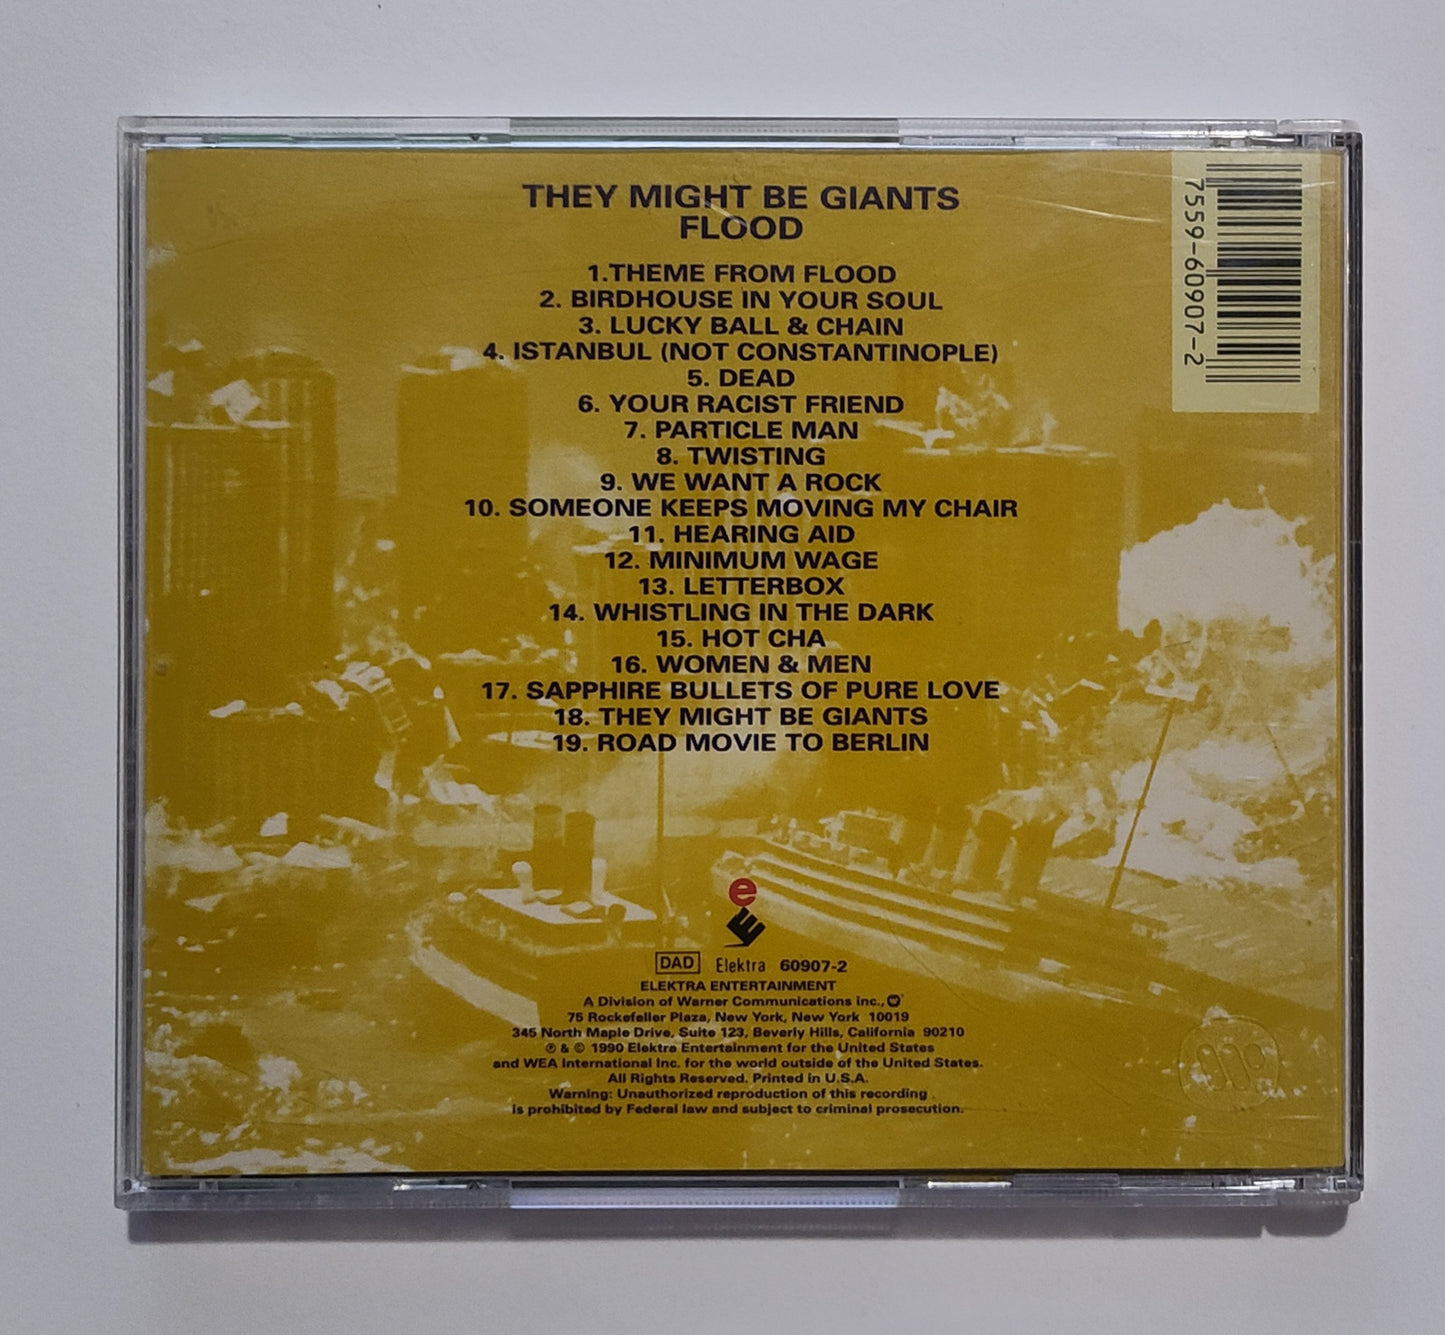 THEY MIGHT BE GIANTS
FLOOD
1.THEME FROM FLOOD
2. BIRDHOUSE IN YOUR SOUL
3. LUCKY BALL & CHAIN
4. ISTANBUL (NOT CONSTANTINOPLE)
5. DEAD
6. YOUR RACIST FRIEND
7. PARTICLE MAN
8. TWISTING
9. WE WANT A ROCK
10. SOMEONE KEEPS MOVING MY CHAIR
11. HEARING AID
12. MINIMUM WAGE
13. LETTERBOX
14. WHISTLING IN THE DARK
15. HOT CHA
16. WOMEN & MEN
17. SAPPHIRE BULLETS OF PURE LOVE
18. THEY MIGHT BE GIANTS
19. ROAD MOVIE TO BERLIN
7559-60907-2
e
E
DAD Elektra 60907-2
ELEKTRA ENTERTAINMENT
A Division of Warner Communications Inc.,
75 Rockefeller Plaza, New York, New York 10019
345 North Maple Drive, Suite 123, Beverly Hills, California 90210
℗ & © 1990 Elektra Entertainment for the United States
and WEA International Inc. for the world outside of the United States.
All Rights Reserved. Printed in U.S.A.
Warning: Unauthorized reproduction of this recording
is prohibited by Federal law and subject to criminal prosecution.